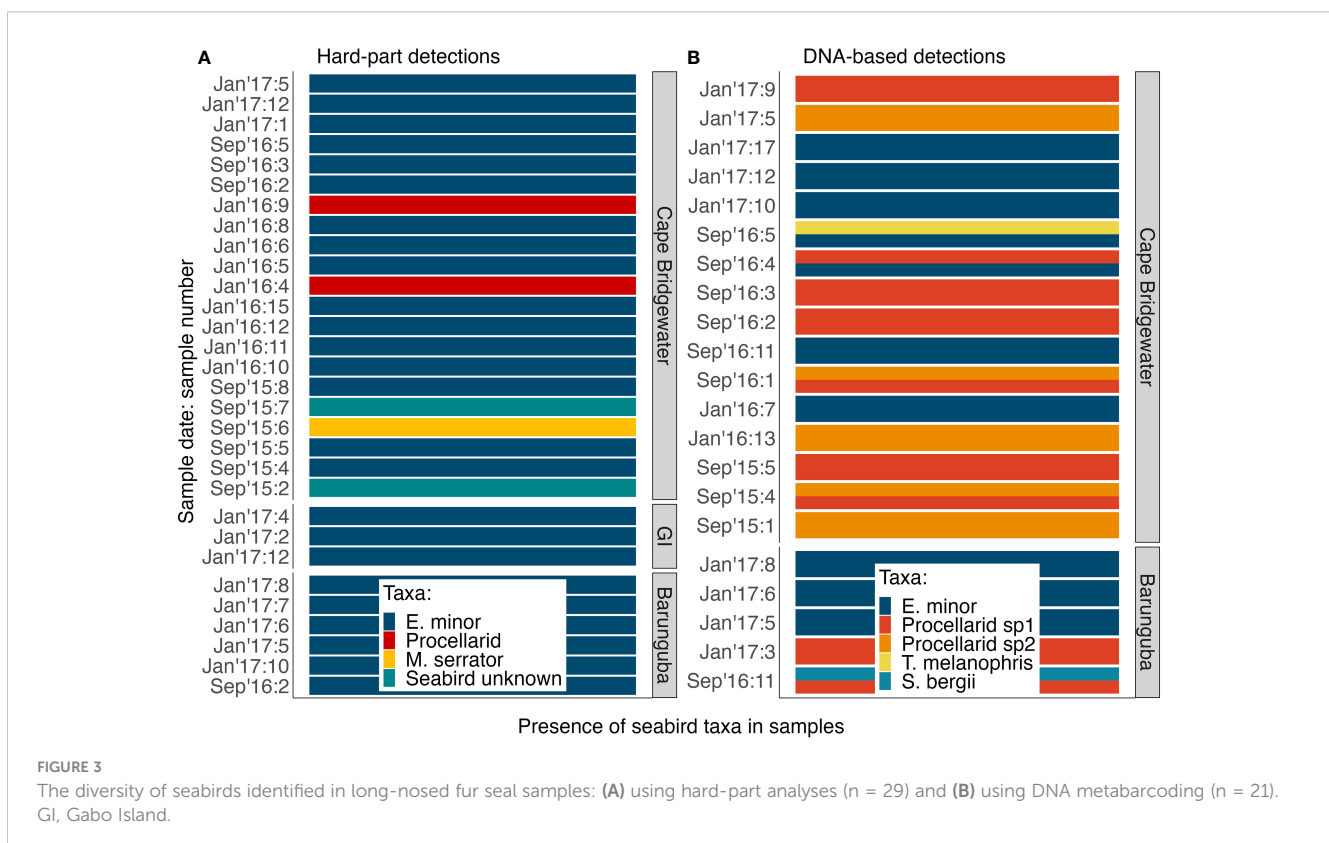 A Hard-part detections
Jan'17:5
Jan'17:12
Jan'17:1
Sep'16:5
Sep'16:3
Sep'16:2
Jan'16:9
Jan'16:8
Jan'16:6
Jan'16:5
Jan'16:4
Jan'16:15
Jan'16:12
Jan'16:11
Jan'16:10
Sep'15:8
Sep'15:7
Sep'15:6
Sep'15:5
Sep'15:4
Sep'15:2
Cape Bridgewater
Jan'17:4
Jan'17:2
Jan'17:12
GI
Jan'17:8
Jan'17:7
Jan'17:6
Jan'17:5
Jan'17:10
Sep'16:2
Barunguba
Taxa:
E. minor
Procellarid
M. serrator
Seabird unknown
Sample date: sample number
B DNA-based detections
Jan'17:9
Jan'17:5
Jan'17:17
Jan'17:12
Jan'17:10
Sep'16:5
Sep'16:4
Sep'16:3
Sep'16:2
Sep'16:11
Sep'16:1
Jan'16:7
Jan'16:13
Sep'15:5
Sep'15:4
Sep'15:1
Cape Bridgewater
Jan'17:8
Jan'17:6
Jan'17:5
Jan'17:3
Sep'16:11
Barunguba
Taxa:
E. minor
Procellarid sp1
Procellarid sp2
T. melanophris
S. bergii
Presence of seabird taxa in samples
FIGURE 3
The diversity of seabirds identified in long-nosed fur seal samples: (A) using hard-part analyses (n = 29) and (B) using DNA metabarcoding (n = 21).
GI, Gabo Island.